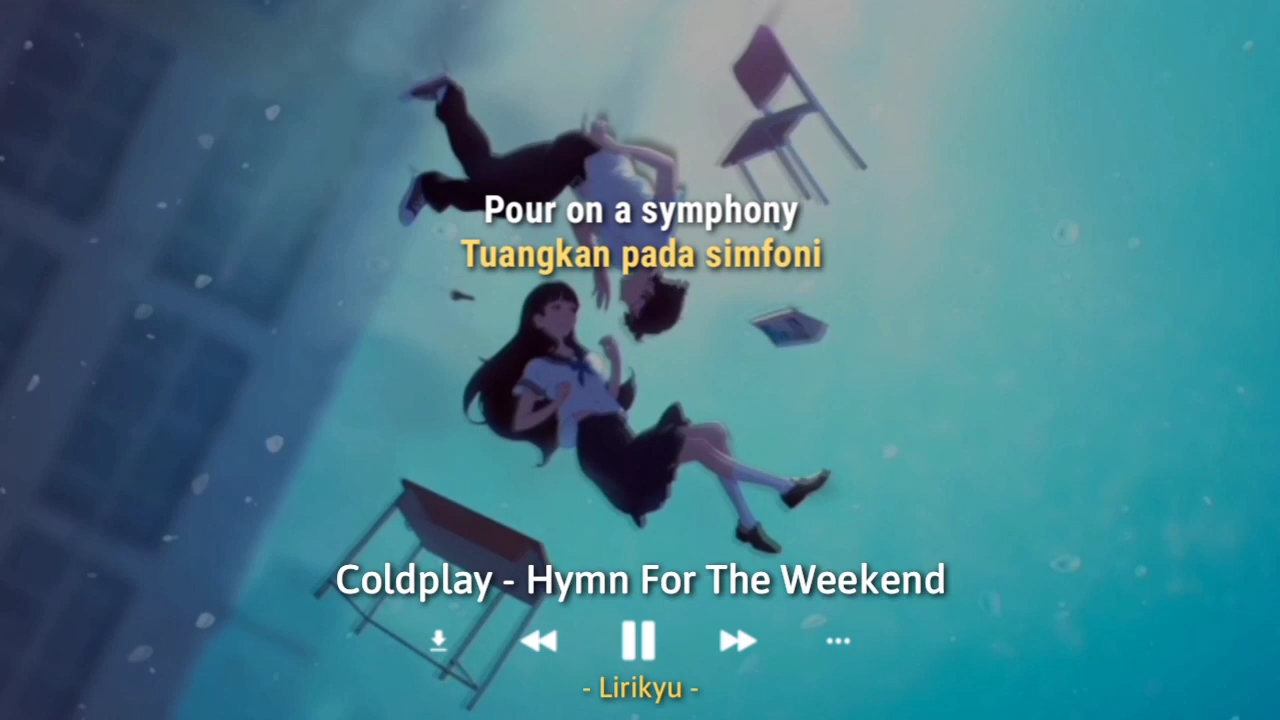 Pour on a symphony
Tuangkan pada simfoni
Coldplay - Hymn For The Weekend
- Lirikyu -